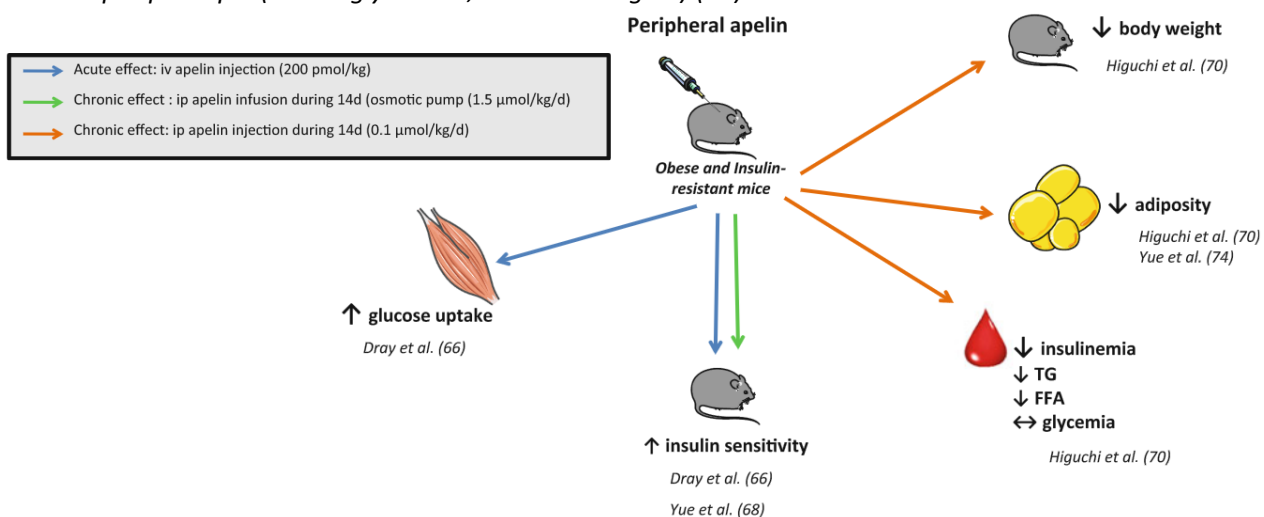 Peripheral apelin
Acute effect: iv apelin injection (200 pmol/kg)
Chronic effect : ip apelin infusion during 14d (osmotic pump (1.5 µmol/kg/d)
Chronic effect: ip apelin injection during 14d (0.1 µmol/kg/d)
Obese and Insulin-
resistant mice
↓ body weight
Higuchi et al. (70)
↓ adiposity
Higuchi et al. (70)
Yue et al. (74)
↑ glucose uptake
Dray et al. (66)
↓ insulinemia
↓ TG
↓ FFA
↔ glycemia
Higuchi et al. (70)
↑ insulin sensitivity
Dray et al. (66)
Yue et al. (68)